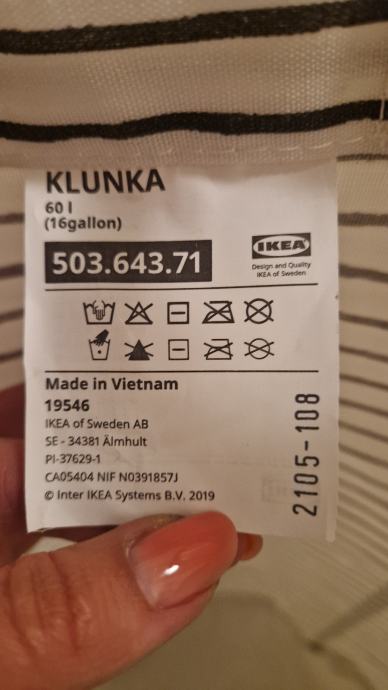 KLUNKA
60 l
(16gallon)
503.643.71
IKEA
Design and Quality
IKEA of Sweden
Made in Vietnam
19546
IKEA of Sweden AB
SE - 34381 Älmhult
PI-37629-1
CA05404 NIF N0391857J
© Inter IKEA Systems B.V. 2019
2105-108